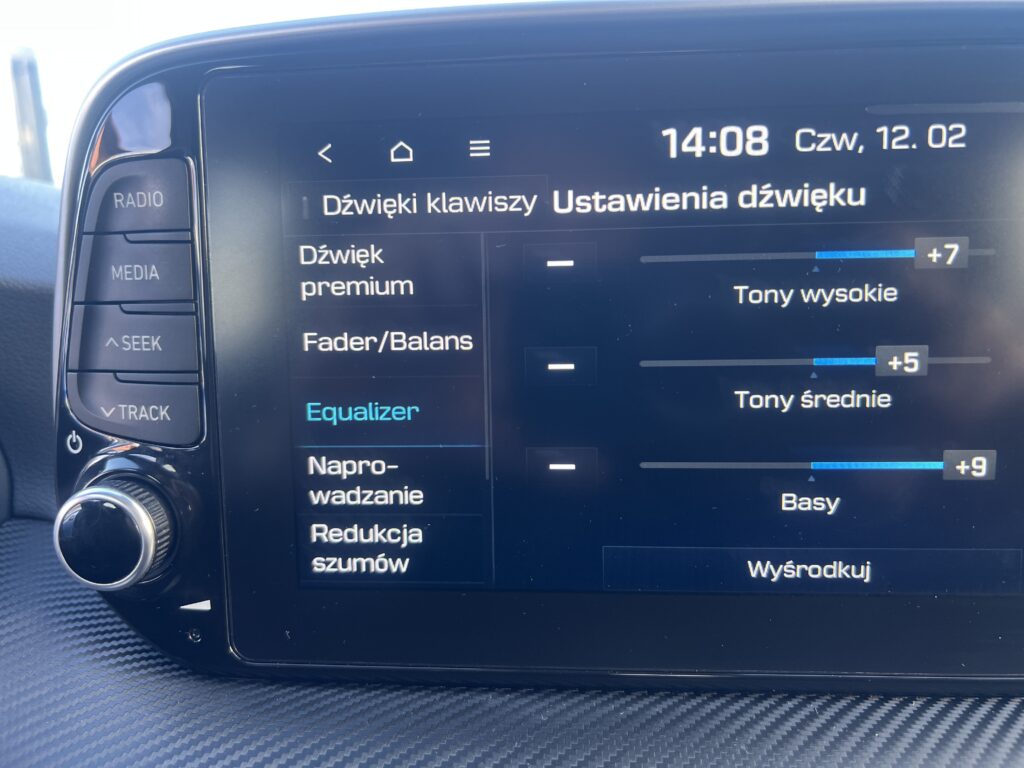 14:08 Czw, 12. 02
Dźwięki klawiszy Ustawienia dźwięku
RADIO
MEDIA
SEEK
TRACK
Dźwięk
premium
Fader/Balans
Equalizer
Napro-
wadzanie
Redukcja
szumów
− +7
Tony wysokie
− +5
Tony średnie
− +9
Basy
Wyśrodkuj